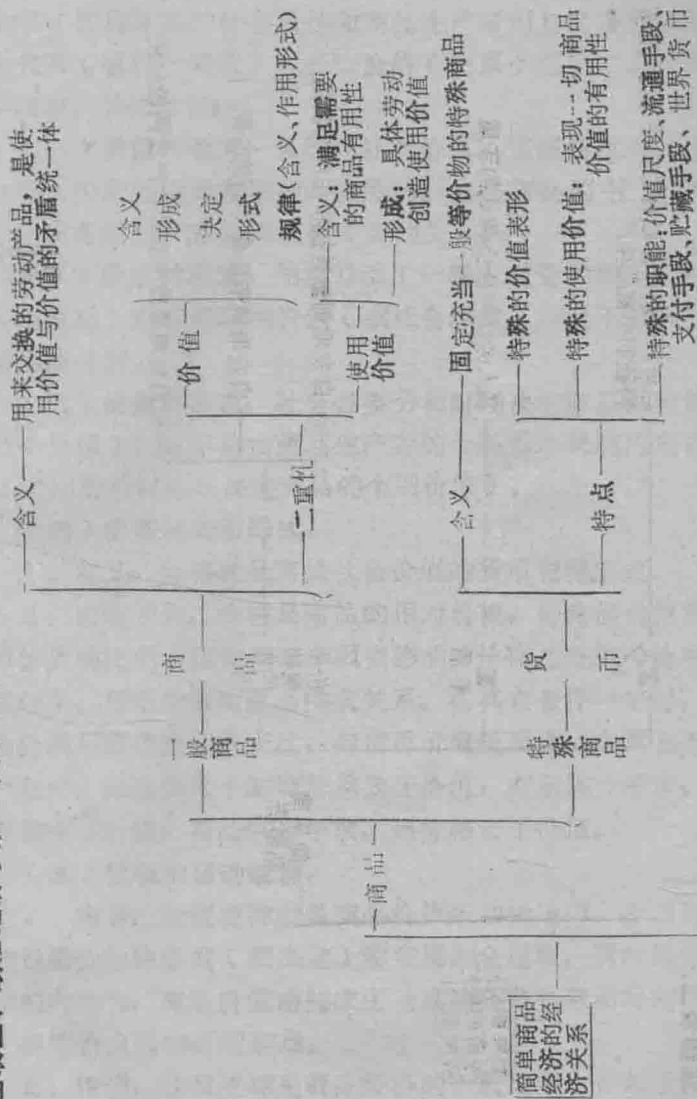 含义——用来交换的劳动产品，是使
用价值与价值的矛盾统一体
含义
形成
决定
形式
规律(含义、作用形式)
价值
含义：满足需要
的商品有用性
形成：具体劳动
创造使用价值
使用
价值
二重性
商品
一般
商品
含义——固定充当一般等价物的特殊商品
特殊的价值表形
特殊的使用价值：表现一切商品
价值的有用性
特殊的职能：价值尺度、流通手段、
支付手段、贮藏手段、世界货币
特点
货币
特殊
商品
商品
简单商品
经济的经
济关系